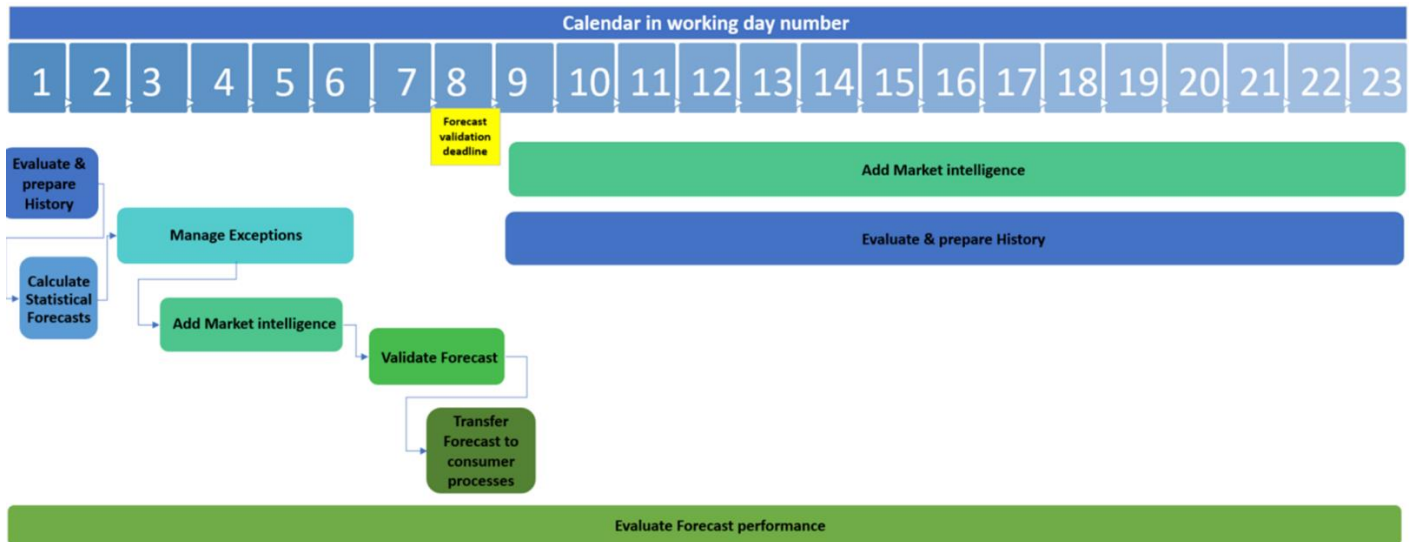 Calendar in working day number
1 2 3 4 5 6 7 8 9 10 11 12 13 14 15 16 17 18 19 20 21 22 23
Forecast
validation
deadline
Evaluate &
prepare
History
Add Market intelligence
Manage Exceptions
Evaluate & prepare History
Calculate
Statistical
Forecasts
Add Market intelligence
Validate Forecast
Transfer
Forecast to
consumer
processes
Evaluate Forecast performance